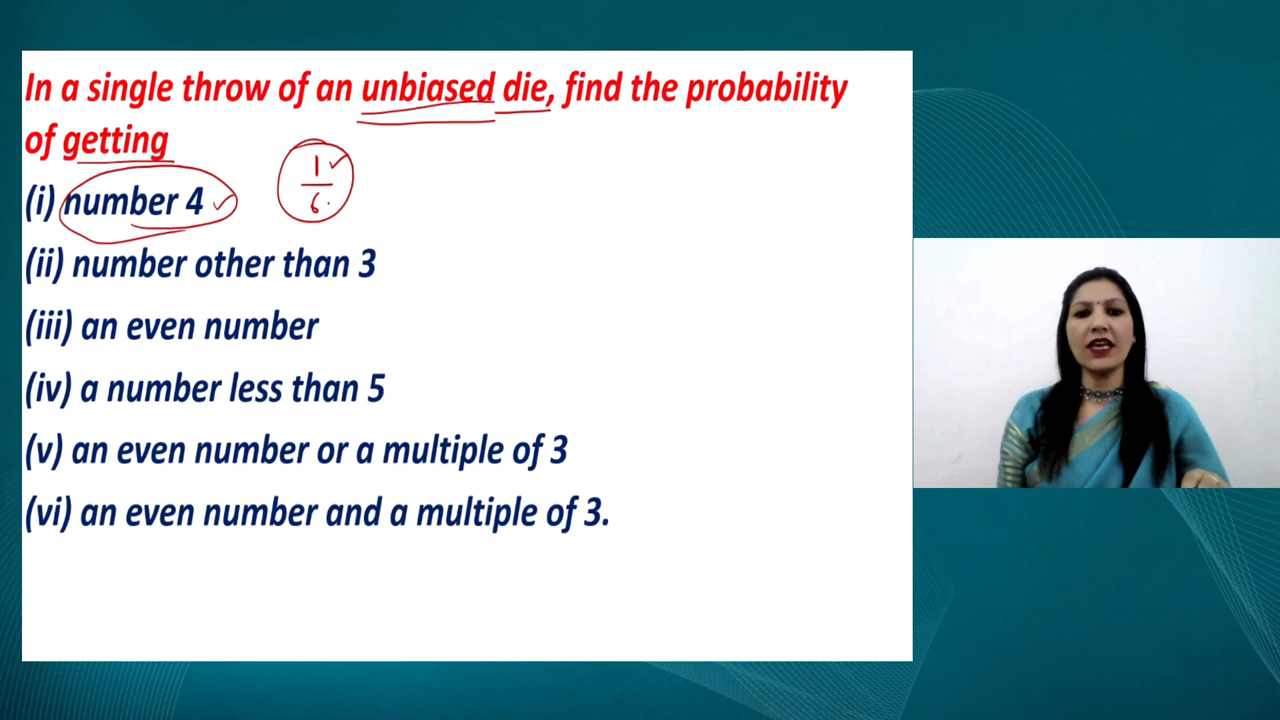 In a single throw of an unbiased die, find the probability
of getting
(i) number 4
1
6
(ii) number other than 3
(iii) an even number
(iv) a number less than 5
(v) an even number or a multiple of 3
(vi) an even number and a multiple of 3.